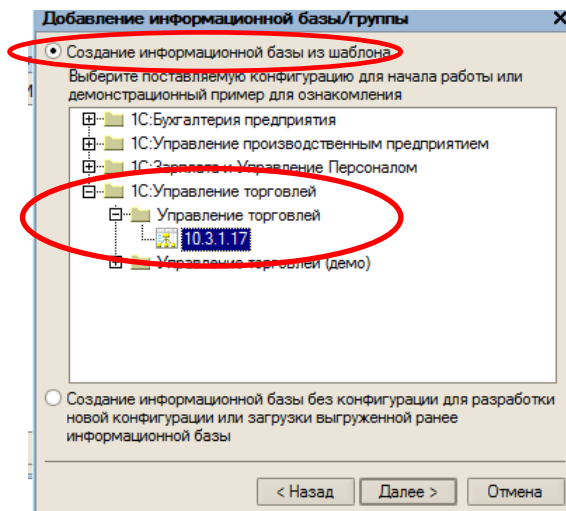 Добавление информационной базы/группы
Создание информационной базы из шаблона
Выберите поставляемую конфигурацию для начала работы или
демонстрационный пример для ознакомления
1С:Бухгалтерия предприятия
1С:Управление производственным предприятием
1С:Зарплата и Управление Персоналом
1С:Управление торговлей
Управление торговлей
10.3.1.17
Управление торговлей (демо)
Создание информационной базы без конфигурации для разработки
новой конфигурации или загрузки выгруженной ранее
информационной базы
< Назад
Далее >
Отмена